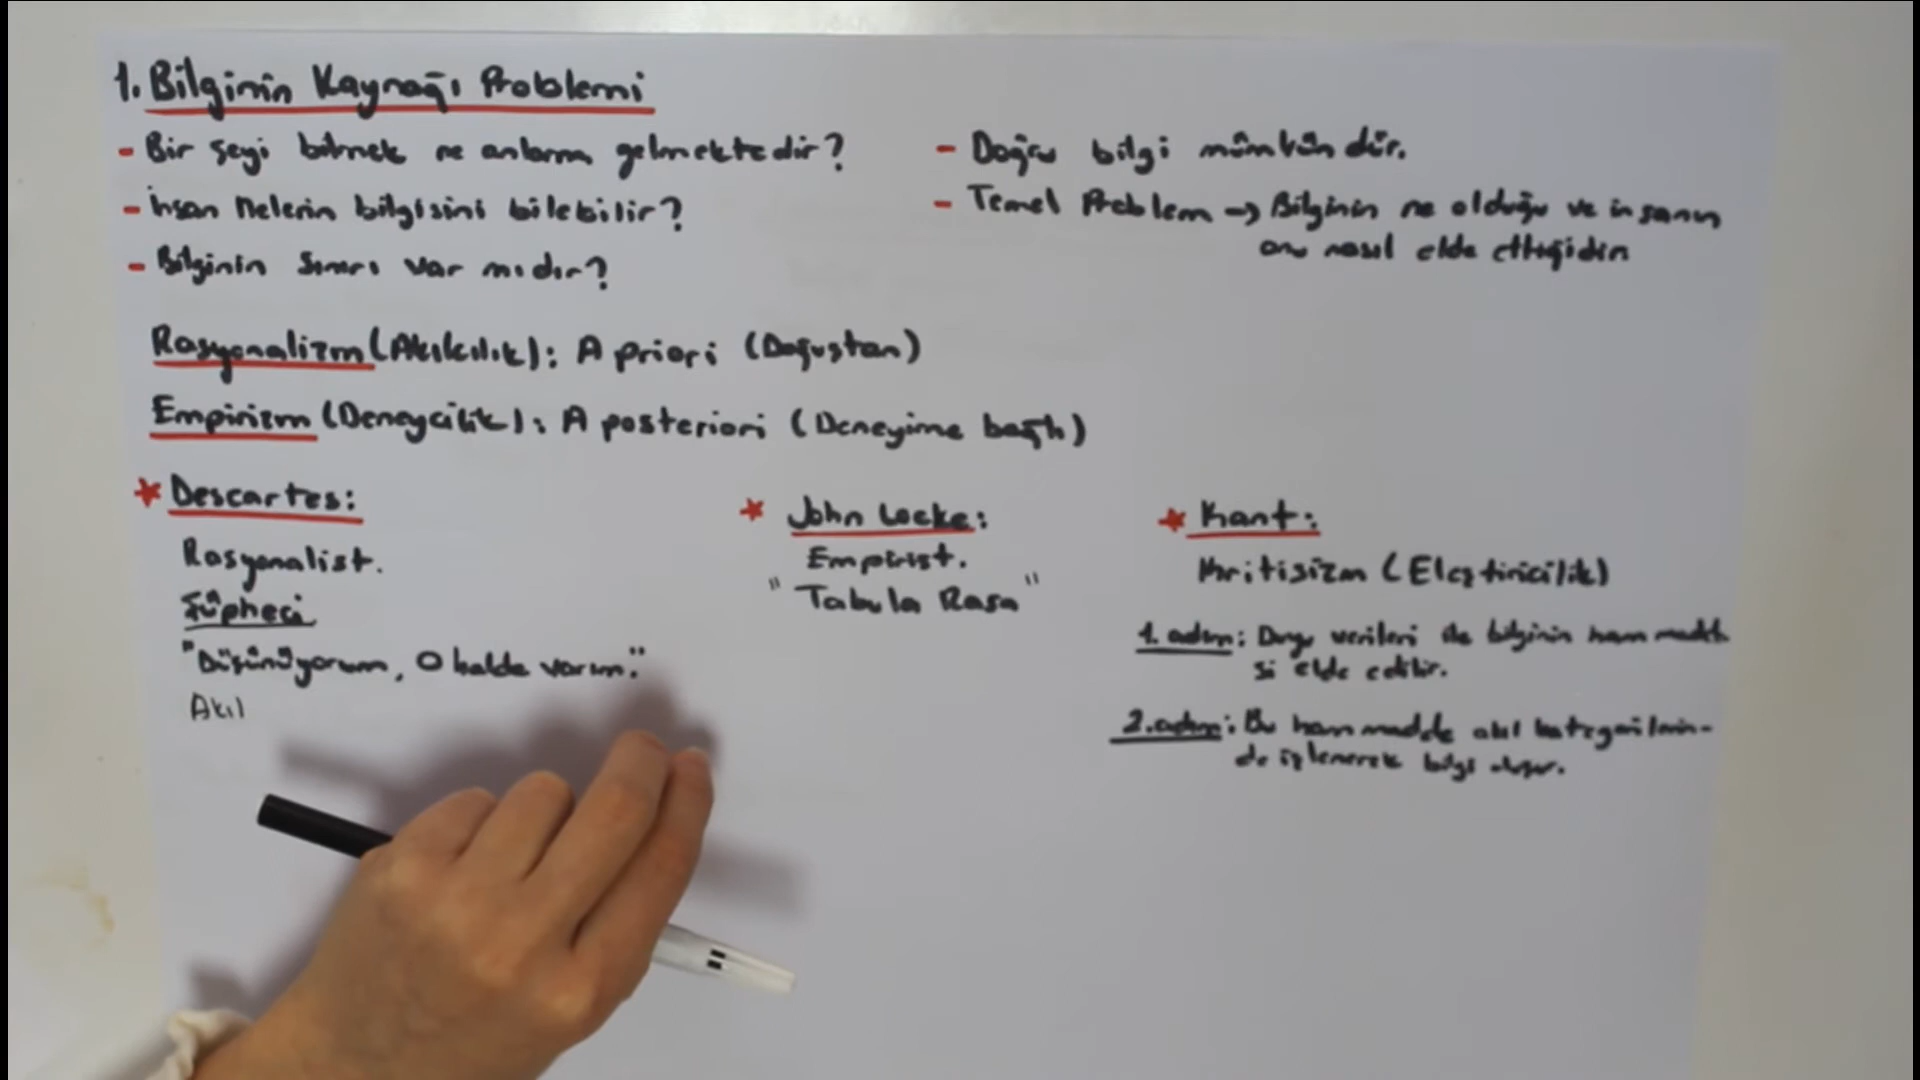 1. Bilginin Kaynağı Problemi
- Bir şeyi bilmek ne anlama gelmektedir?
- İnsan nelerin bilgisini bilebilir?
- Bilginin sınırı var mıdır?
- Doğru bilgi mümkündür.
- Temel Problem → Bilginin ne olduğu ve insanın
onu nasıl elde ettiğidir
Rasyonalizm (Akılcılık): A priori (Doğuştan)
Empirizm (Deneycilik): A posteriori (Deneyime bağlı)
* Descartes:
Rasyonalist.
Şüpheci
"Düşünüyorum, O halde varım."
Akıl
* John Locke:
Empirist.
"Tabula Rasa"
* Kant:
Kritisizm (Eleştiricilik)
1. adım: Duyu verileri ile bilginin ham madde
si elde edilir.
2. adım: Bu ham madde akıl kategorilerin-
de işlenerek bilgi oluşur.